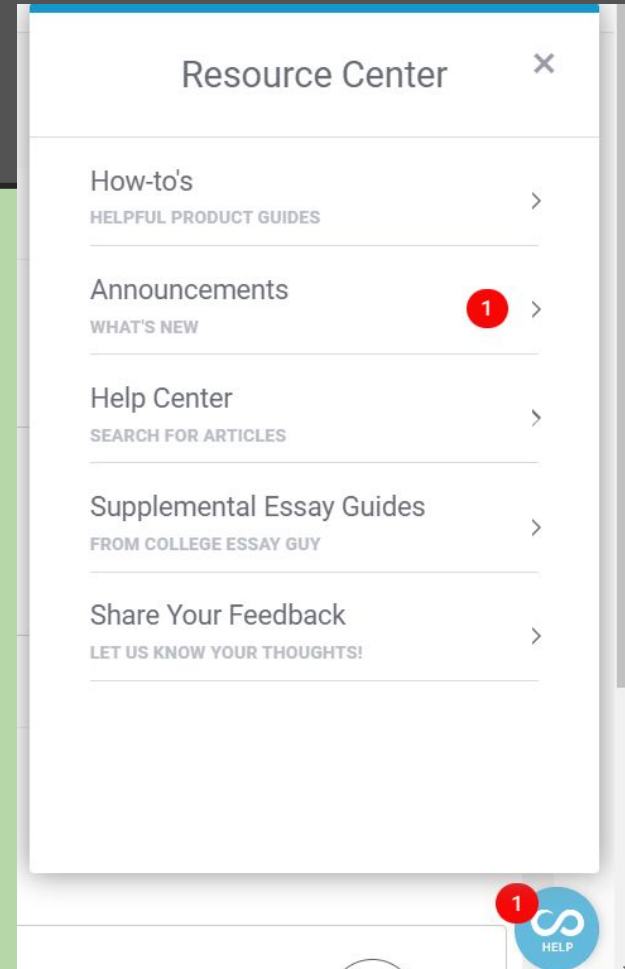 Resource Center ×
How-to's
HELPFUL PRODUCT GUIDES
Announcements
1
WHAT'S NEW
Help Center
SEARCH FOR ARTICLES
Supplemental Essay Guides
FROM COLLEGE ESSAY GUY
Share Your Feedback
LET US KNOW YOUR THOUGHTS!
1
HELP